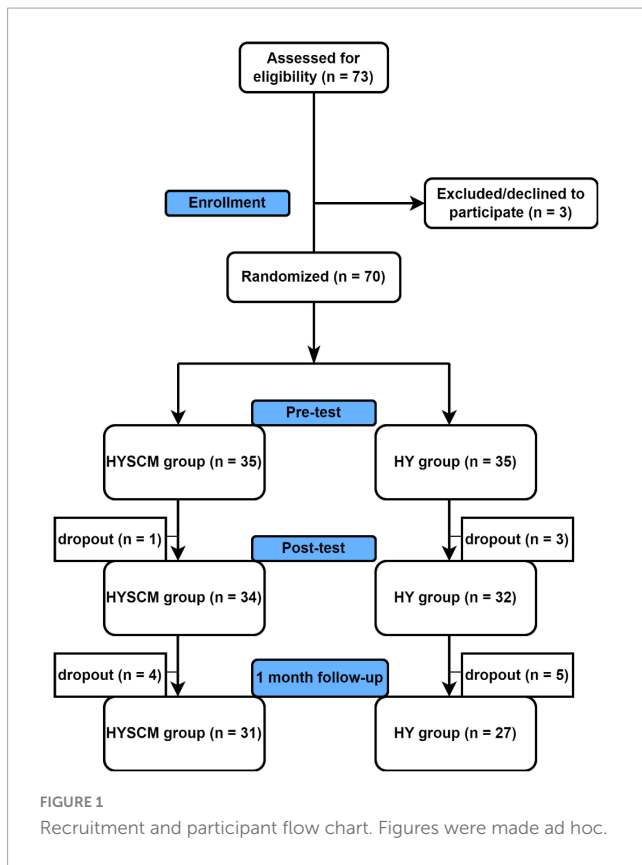 Assessed for
eligibility (n = 73)
Enrollment
Excluded/declined to
participate (n = 3)
Randomized (n = 70)
Pre-test
HYSCM group (n = 35)
HY group (n = 35)
dropout (n = 1)
Post-test
dropout (n = 3)
HYSCM group (n = 34)
HY group (n = 32)
dropout (n = 4)
1 month follow-up
dropout (n = 5)
HYSCM group (n = 31)
HY group (n = 27)
FIGURE 1
Recruitment and participant flow chart. Figures were made ad hoc.